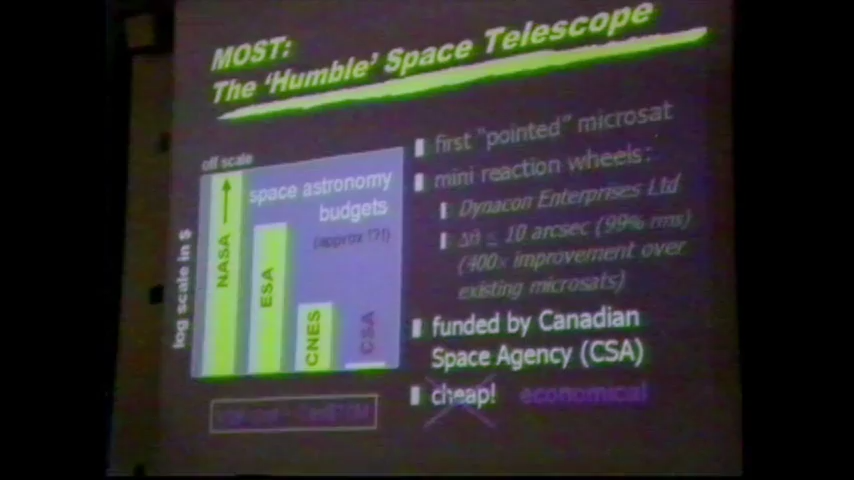 MOST:
The 'Humble' Space Telescope
off scale
space astronomy
budgets
(approx !?!)
log scale in $
NASA
ESA
CNES
CSA
first "pointed" microsat
mini reaction wheels:
Dynacon Enterprises Ltd
10 arcsec (99% rms)
(400x improvement over
existing microsats)
funded by Canadian
Space Agency (CSA)
cheap! economical